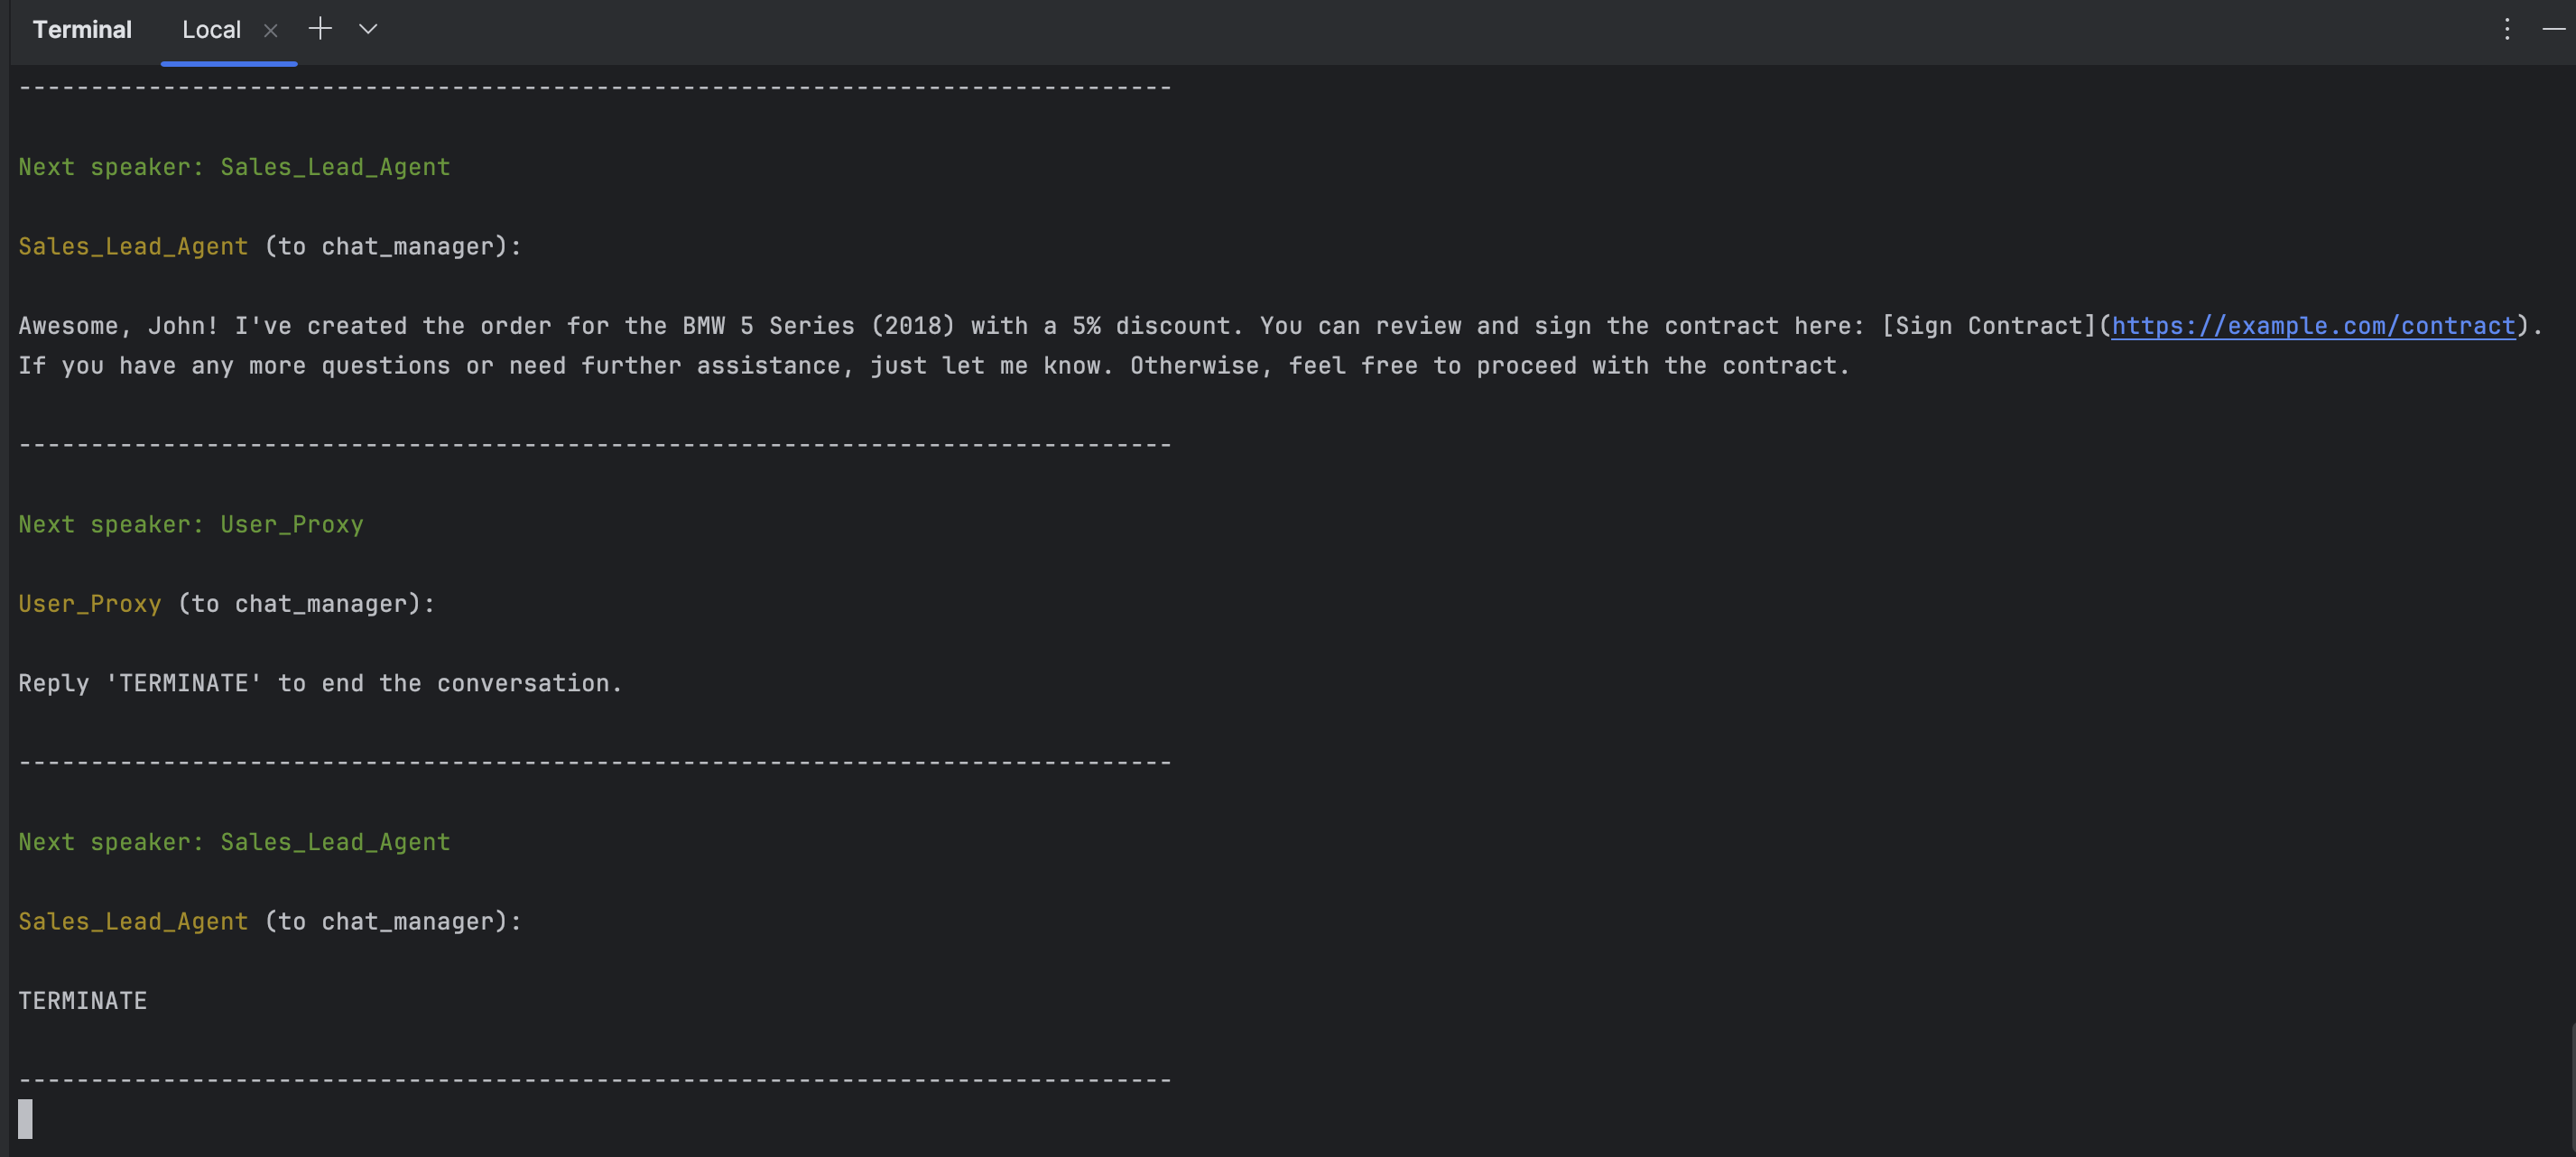 Terminal Local
--------------------------------------------------------------------------------
Next speaker: Sales_Lead_Agent
Sales_Lead_Agent (to chat_manager):
Awesome, John! I've created the order for the BMW 5 Series (2018) with a 5% discount. You can review and sign the contract here: [Sign Contract](https://example.com/contract).
If you have any more questions or need further assistance, just let me know. Otherwise, feel free to proceed with the contract.
--------------------------------------------------------------------------------
Next speaker: User_Proxy
User_Proxy (to chat_manager):
Reply 'TERMINATE' to end the conversation.
--------------------------------------------------------------------------------
Next speaker: Sales_Lead_Agent
Sales_Lead_Agent (to chat_manager):
TERMINATE
--------------------------------------------------------------------------------